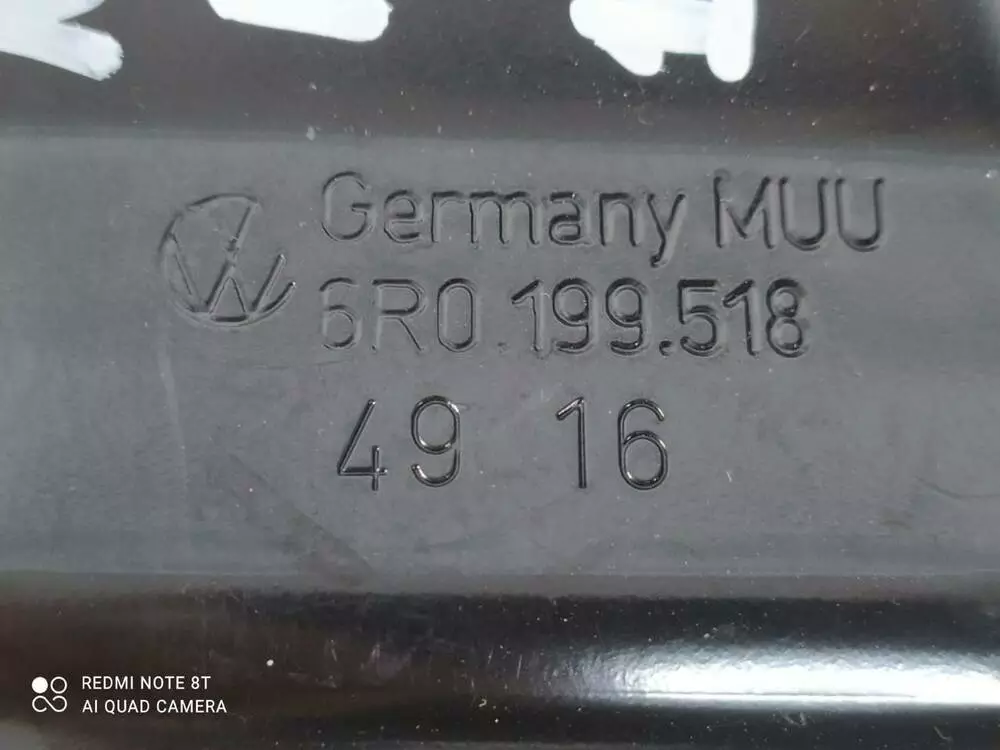 Germany MUU
6R0.199.518
49 16
REDMI NOTE 8T
AI QUAD CAMERA